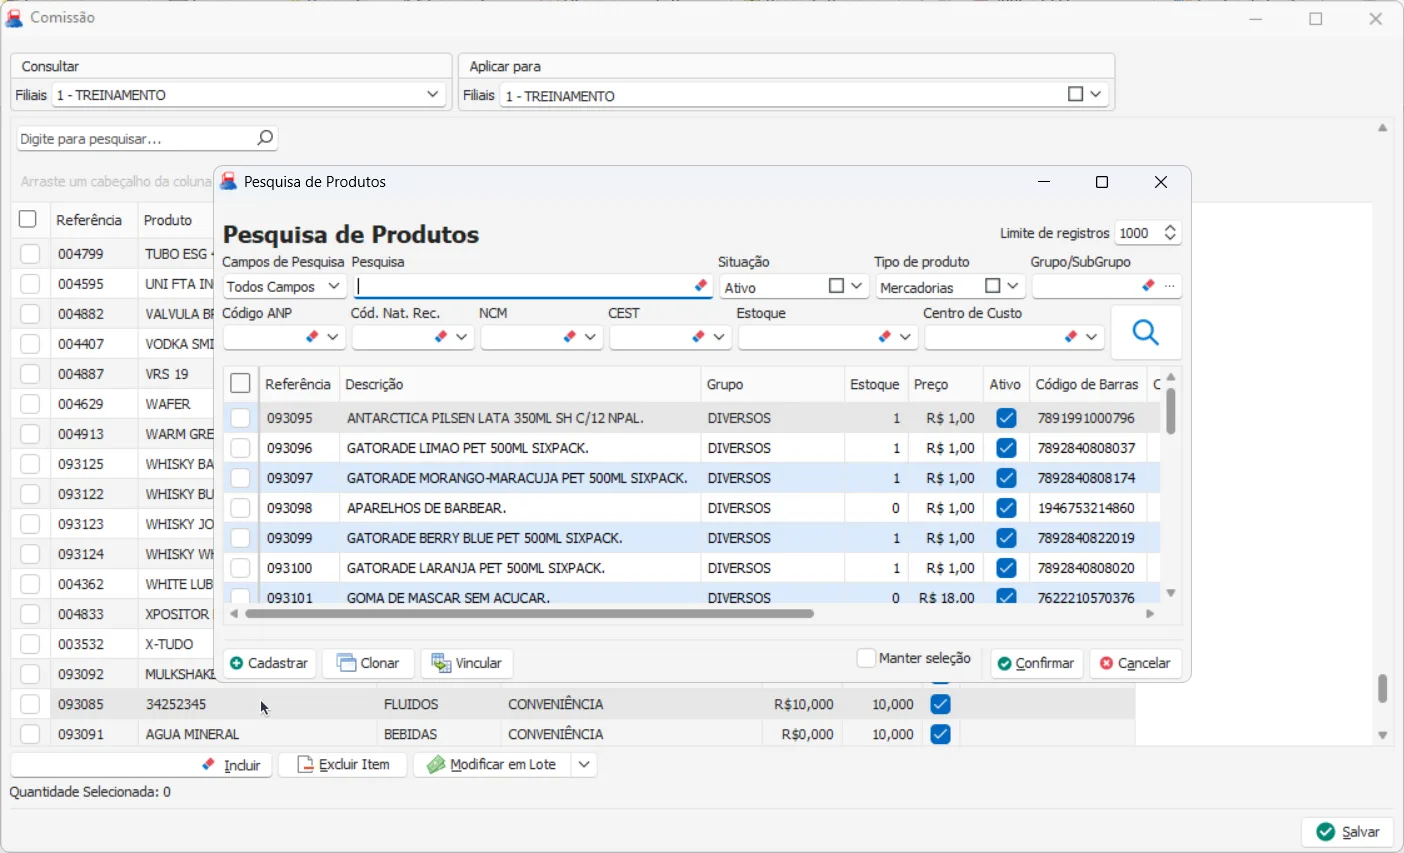 Comissão
Consultar
Aplicar para
Filiais 1 - TREINAMENTO
Filiais 1 - TREINAMENTO
Digite para pesquisar...
Arraste um cabeçalho da coluna
Referência Produto
004799 TUBO ESG
004595 UNI FTA IN
004882 VALVULA
004407 VODKA SMI
004887 VRS 19
004629 WAFER
004913 WARM GRE
093125 WHISKY BA
093122 WHISKY BU
093123 WHISKY JO
093124 WHISKY
004362 WHITE LUB
004833 XPOSITOR
003532 X-TUDO
093092 MULKSHAKE
093085 34252345 FLUIDOS CONVENIÊNCIA R$10,000 10,000
093091 AGUA MINERAL BEBIDAS CONVENIÊNCIA R$0,000 10,000
Incluir Excluir Item Modificar em Lote
Quantidade Selecionada: 0
Salvar
Pesquisa de Produtos
Pesquisa de Produtos
Limite de registros 1000
Campos de Pesquisa Pesquisa Situação Tipo de produto Grupo/SubGrupo
Todos Campos Ativo Mercadorias ...
Código ANP Cód. Nat. Rec. NCM CEST Estoque Centro de Custo
Referência Descrição Grupo Estoque Preço Ativo Código de Barras
093095 ANTARCTICA PILSEN LATA 350ML SH C/12 NPAL. DIVERSOS 1 R$ 1,00 7891991000796
093096 GATORADE LIMAO PET 500ML SIXPACK. DIVERSOS 1 R$ 1,00 7892840808037
093097 GATORADE MORANGO-MARACUJA PET 500ML SIXPACK. DIVERSOS 1 R$ 1,00 7892840808174
093098 APARELHOS DE BARBEAR. DIVERSOS 0 R$ 1,00 1946753214860
093099 GATORADE BERRY BLUE PET 500ML SIXPACK. DIVERSOS 1 R$ 1,00 7892840822019
093100 GATORADE LARANJA PET 500ML SIXPACK. DIVERSOS 1 R$ 1,00 7892840808020
093101 GOMA DE MASCAR SEM ACUCAR. DIVERSOS 0 R$ 18,00 7622210570376
Cadastrar Clonar Vincular Manter seleção Confirmar Cancelar